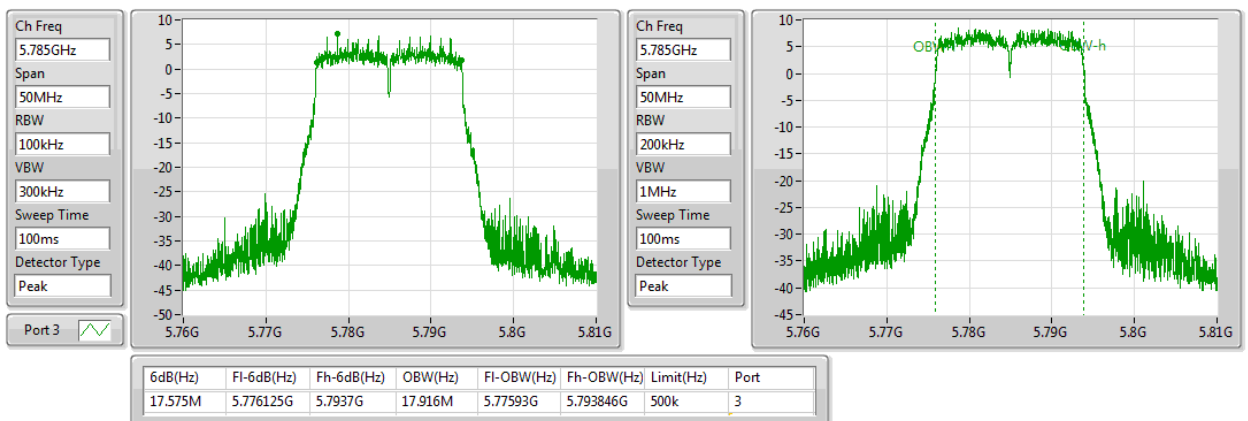 Ch Freq
5.785GHz
Span
50MHz
RBW
100kHz
VBW
300kHz
Sweep Time
100ms
Detector Type
Peak
Port 3
10
5
0
-5
-10
-15
-20
-25
-30
-35
-40
-45
-50
5.76G 5.77G 5.78G 5.79G 5.8G 5.81G
Ch Freq
5.785GHz
Span
50MHz
RBW
200kHz
VBW
1MHz
Sweep Time
100ms
Detector Type
Peak
10
5
0
-5
-10
-15
-20
-25
-30
-35
-40
-45
5.76G 5.77G 5.78G 5.79G 5.8G 5.81G
6dB(Hz) Fl-6dB(Hz) Fh-6dB(Hz) OBW(Hz) Fl-OBW(Hz) Fh-OBW(Hz) Limit(Hz) Port
17.575M 5.776125G 5.7937G 17.916M 5.77593G 5.793846G 500k 3